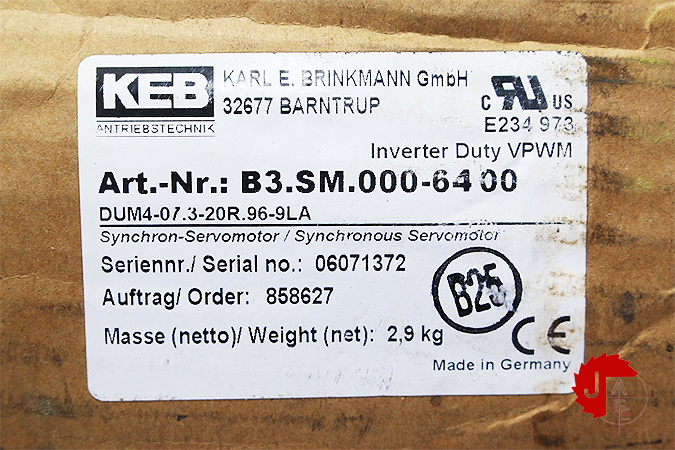 KEB
ANTRIEBSTECHNIK
KARL E. BRINKMANN GmbH
32677 BARNTRUP
c RU US
E234 973
Inverter Duty VPWM
Art.-Nr.: B3.SM.000-6400
DUM4-07.3-20R.96-9LA
Synchron-Servomotor / Synchronous Servomotor
Seriennr./ Serial no.: 06071372
Auftrag/ Order: 858627
B25
Masse (netto)/ Weight (net): 2,9 kg
CE
Made in Germany
JAE